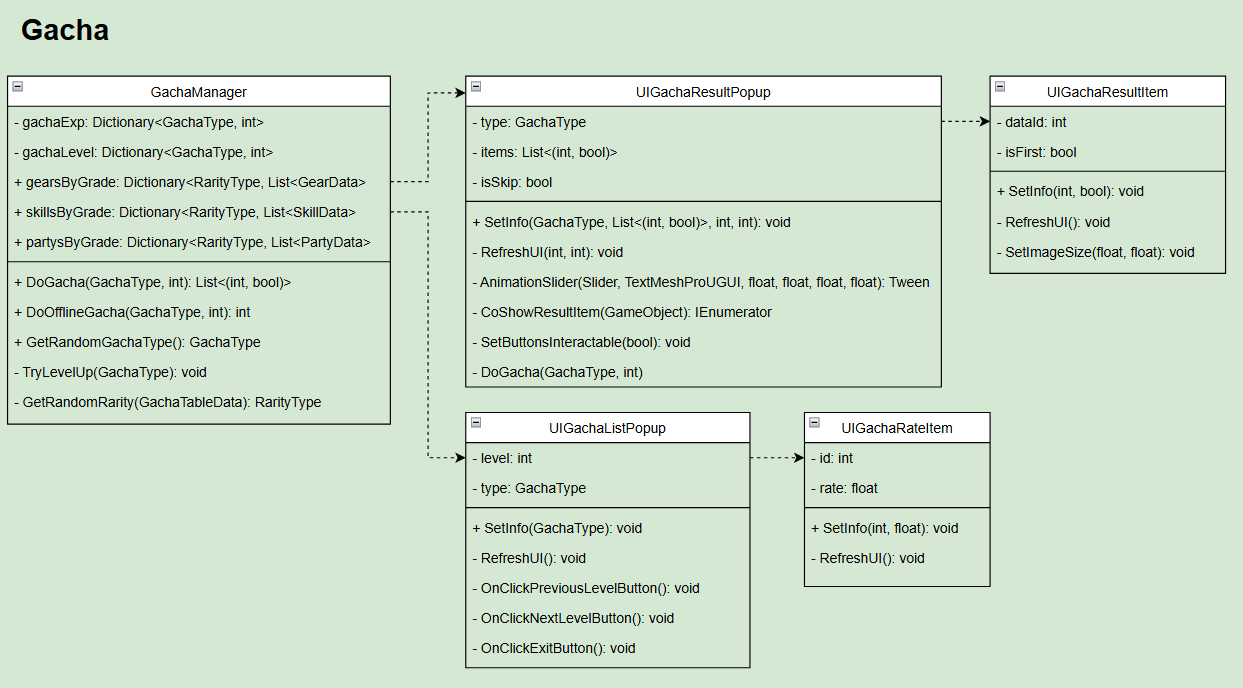 Gacha
GachaManager
- gachaExp: Dictionary<GachaType, int>
- gachaLevel: Dictionary<GachaType, int>
+ gearsByGrade: Dictionary<RarityType, List<GearData>
+ skillsByGrade: Dictionary<RarityType, List<SkillData>
+ partysByGrade: Dictionary<RarityType, List<PartyData>
+ DoGacha(GachaType, int): List<(int, bool)>
+ DoOfflineGacha(GachaType, int): int
+ GetRandomGachaType(): GachaType
- TryLevelUp(GachaType): void
- GetRandomRarity(GachaTableData): RarityType
UIGachaResultPopup
- type: GachaType
- items: List<(int, bool)>
- isSkip: bool
+ SetInfo(GachaType, List<(int, bool)>, int, int): void
- RefreshUI(int, int): void
- AnimationSlider(Slider, TextMeshProUGUI, float, float, float, float): Tween
- CoShowResultItem(GameObject): IEnumerator
- SetButtonsInteractable(bool): void
- DoGacha(GachaType, int)
UIGachaResultItem
- dataId: int
- isFirst: bool
+ SetInfo(int, bool): void
- RefreshUI(): void
- SetImageSize(float, float): void
UIGachaListPopup
- level: int
- type: GachaType
+ SetInfo(GachaType): void
- RefreshUI(): void
- OnClickPreviousLevelButton(): void
- OnClickNextLevelButton(): void
- OnClickExitButton(): void
UIGachaRateItem
- id: int
- rate: float
+ SetInfo(int, float): void
- RefreshUI(): void